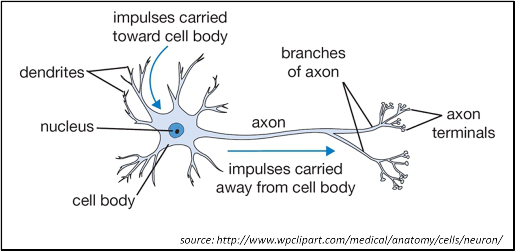 impulses carried
toward cell body
branches
of axon
dendrites
axon
terminals
nucleus
axon
impulses carried
away from cell body
cell body
source: http://www.wpclipart.com/medical/anatomy/cells/neuron/